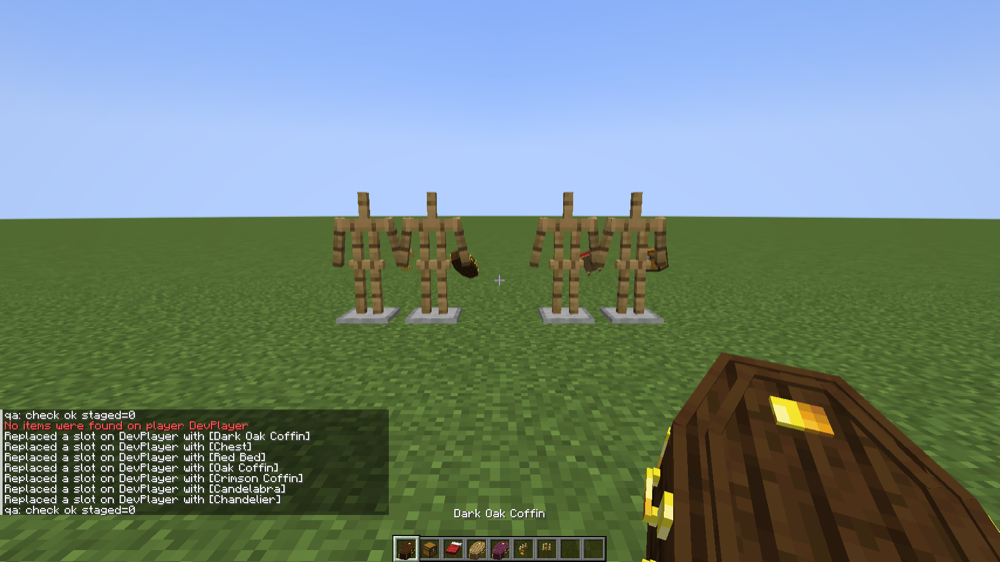 qa: check ok staged=0
No items were found on player DevPlayer
Replaced a slot on DevPlayer with [Dark Oak Coffin]
Replaced a slot on DevPlayer with [Chest]
Replaced a slot on DevPlayer with [Red Bed]
Replaced a slot on DevPlayer with [Oak Coffin]
Replaced a slot on DevPlayer with [Crimson Coffin]
Replaced a slot on DevPlayer with [Candelabra]
Replaced a slot on DevPlayer with [Chandelier]
qa: check ok staged=0
Dark Oak Coffin